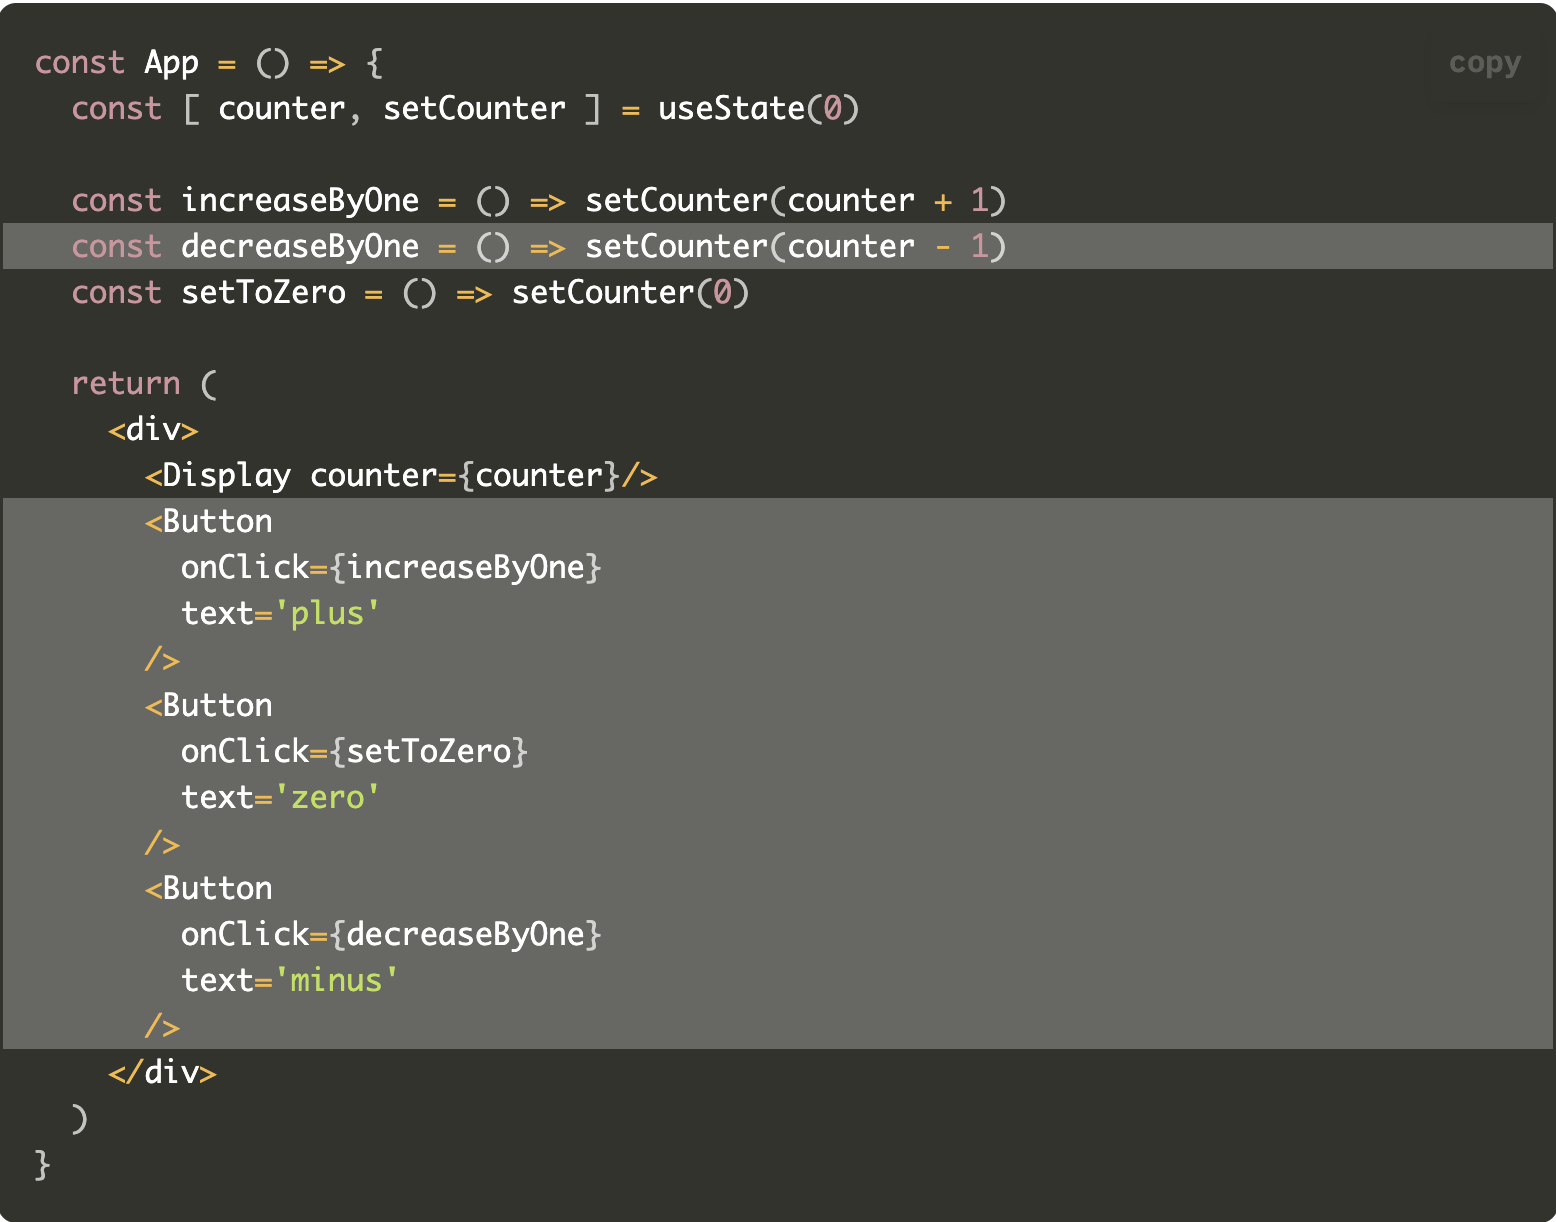 copy
const App = () => {
  const [ counter, setCounter ] = useState(0)

  const increaseByOne = () => setCounter(counter + 1)
  const decreaseByOne = () => setCounter(counter - 1)
  const setToZero = () => setCounter(0)

  return (
    <div>
      <Display counter={counter}/>
      <Button
        onClick={increaseByOne}
        text='plus'
      />
      <Button
        onClick={setToZero}
        text='zero'
      />
      <Button
        onClick={decreaseByOne}
        text='minus'
      />
    </div>
  )
}